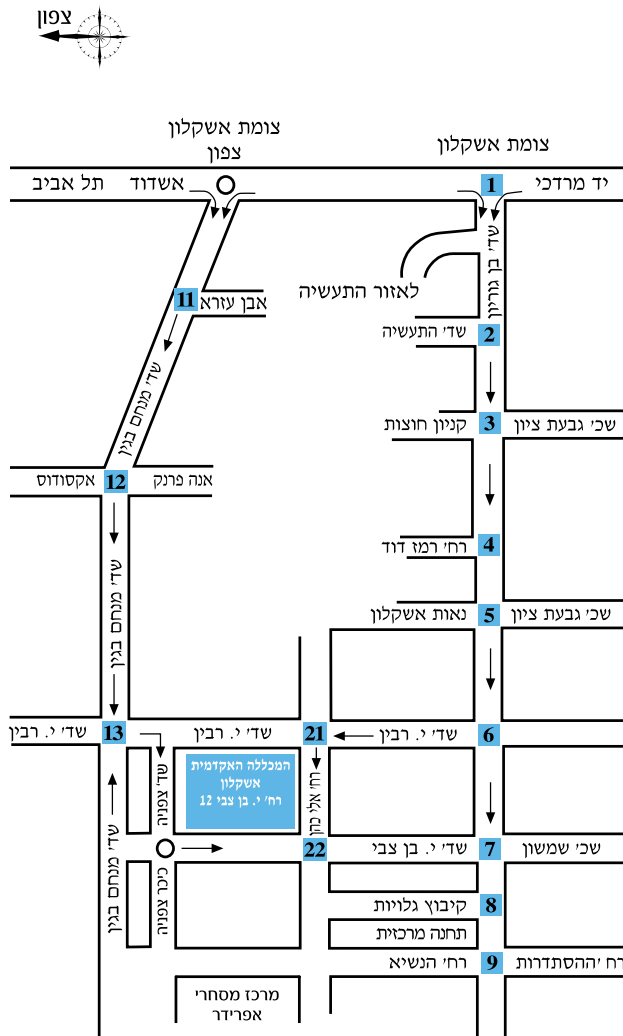 צפון
צומת אשקלון
צפון
צומת אשקלון
תל אביב
אשדוד
1
יד מרדכי
שד׳ בן גוריון
לאזור התעשיה
11
אבן עזרא
שד׳ מנחם בגין
2
שד׳ התעשיה
3
קניון חוצות
שכ׳ גבעת ציון
אקסודוס
12
אנה פרנק
4
רח׳ רמז דוד
שד׳ מנחם בגין
5
נאות אשקלון
שכ׳ גבעת ציון
שד׳ י. רבין
13
שד׳ י. רבין
21
שד׳ י. רבין
6
שד׳ צפניה
המכללה האקדמית
אשקלון
רח׳ י. בן צבי 12
רח׳ אלי כהן
שד׳ מנחם בגין
22
שד׳ י. בן צבי
7
שכ׳ שמשון
כיכר צפניה
קיבוץ גלויות
8
תחנה מרכזית
רח׳ הנשיא
9
רח׳ ההסתדרות
מרכז מסחרי
אפרידר